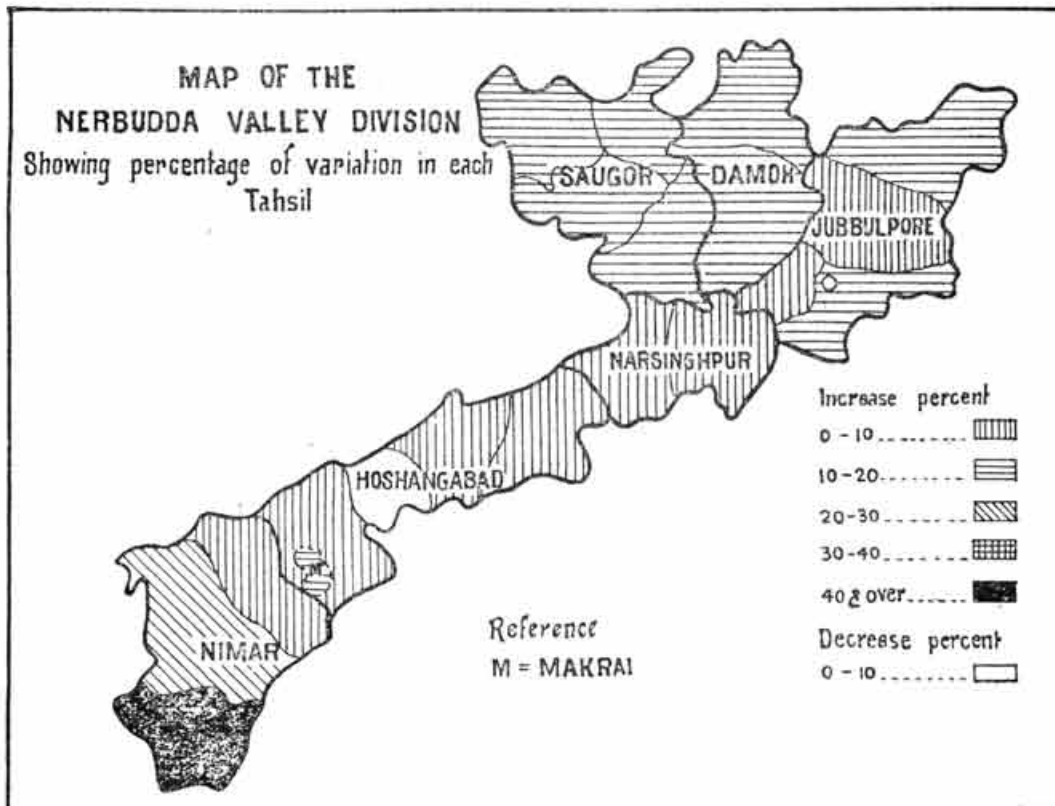 MAP OF THE
NERBUDDA VALLEY DIVISION
Showing percentage of variation in each
Tahsil
SAUGOR
DAMOH
JUBBULPORE
NARSINGHPUR
HOSHANGABAD
M
NIMAR
Increase percent
0-10
10-20
20-30
30-40
40 & over
Decrease percent
0-10
Reference
M = MAKRAI